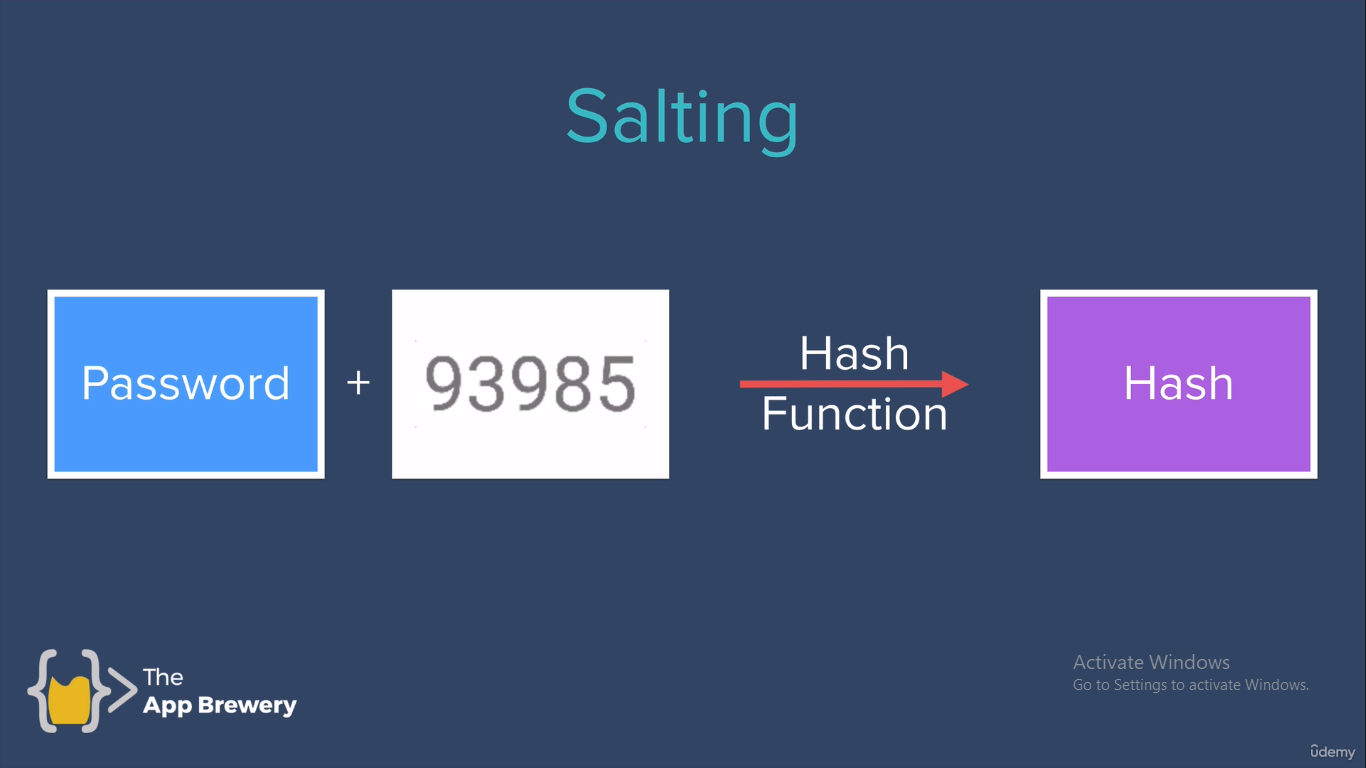 Salting
Password
+
93985
Hash
Function
Hash
The
App Brewery
Activate Windows
Go to Settings to activate Windows.
ûdemy